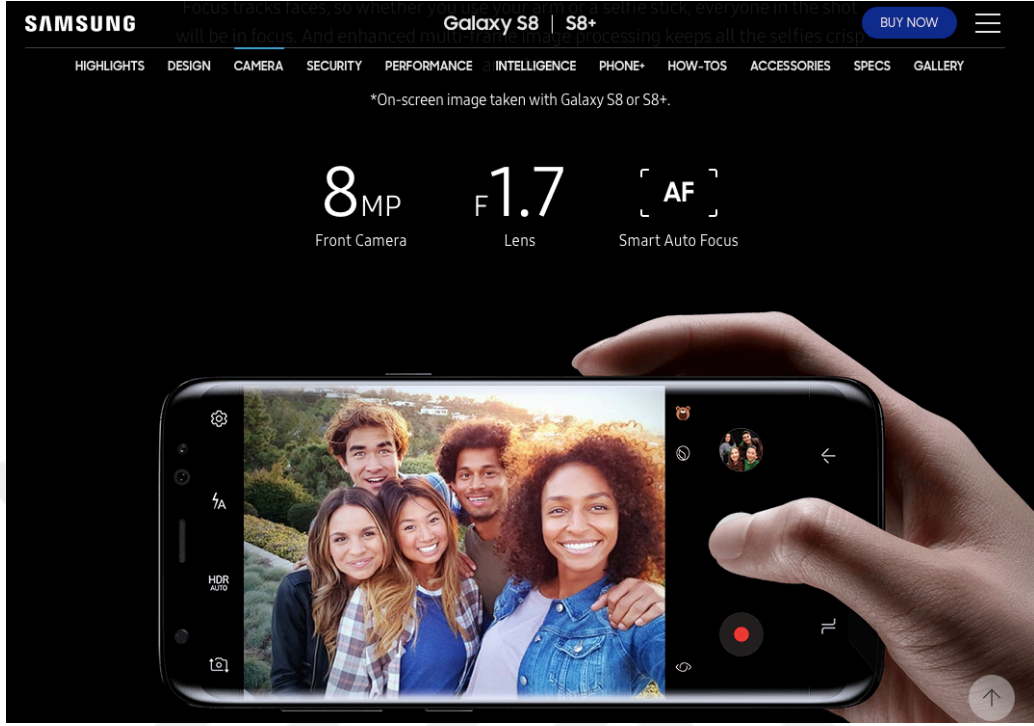 Focus tracks faces, so whether you use your arm or a selfie stick, everyone in the shot
SAMSUNG
Galaxy S8 | S8+
BUY NOW
will be in focus. And enhanced multi-frame image processing keeps all the selfies crisp
HIGHLIGHTS DESIGN CAMERA SECURITY PERFORMANCE INTELLIGENCE PHONE+ HOW-TOS ACCESSORIES SPECS GALLERY
*On-screen image taken with Galaxy S8 or S8+.
8MP F1.7 AF
Front Camera Lens Smart Auto Focus
A
HDR
AUTO